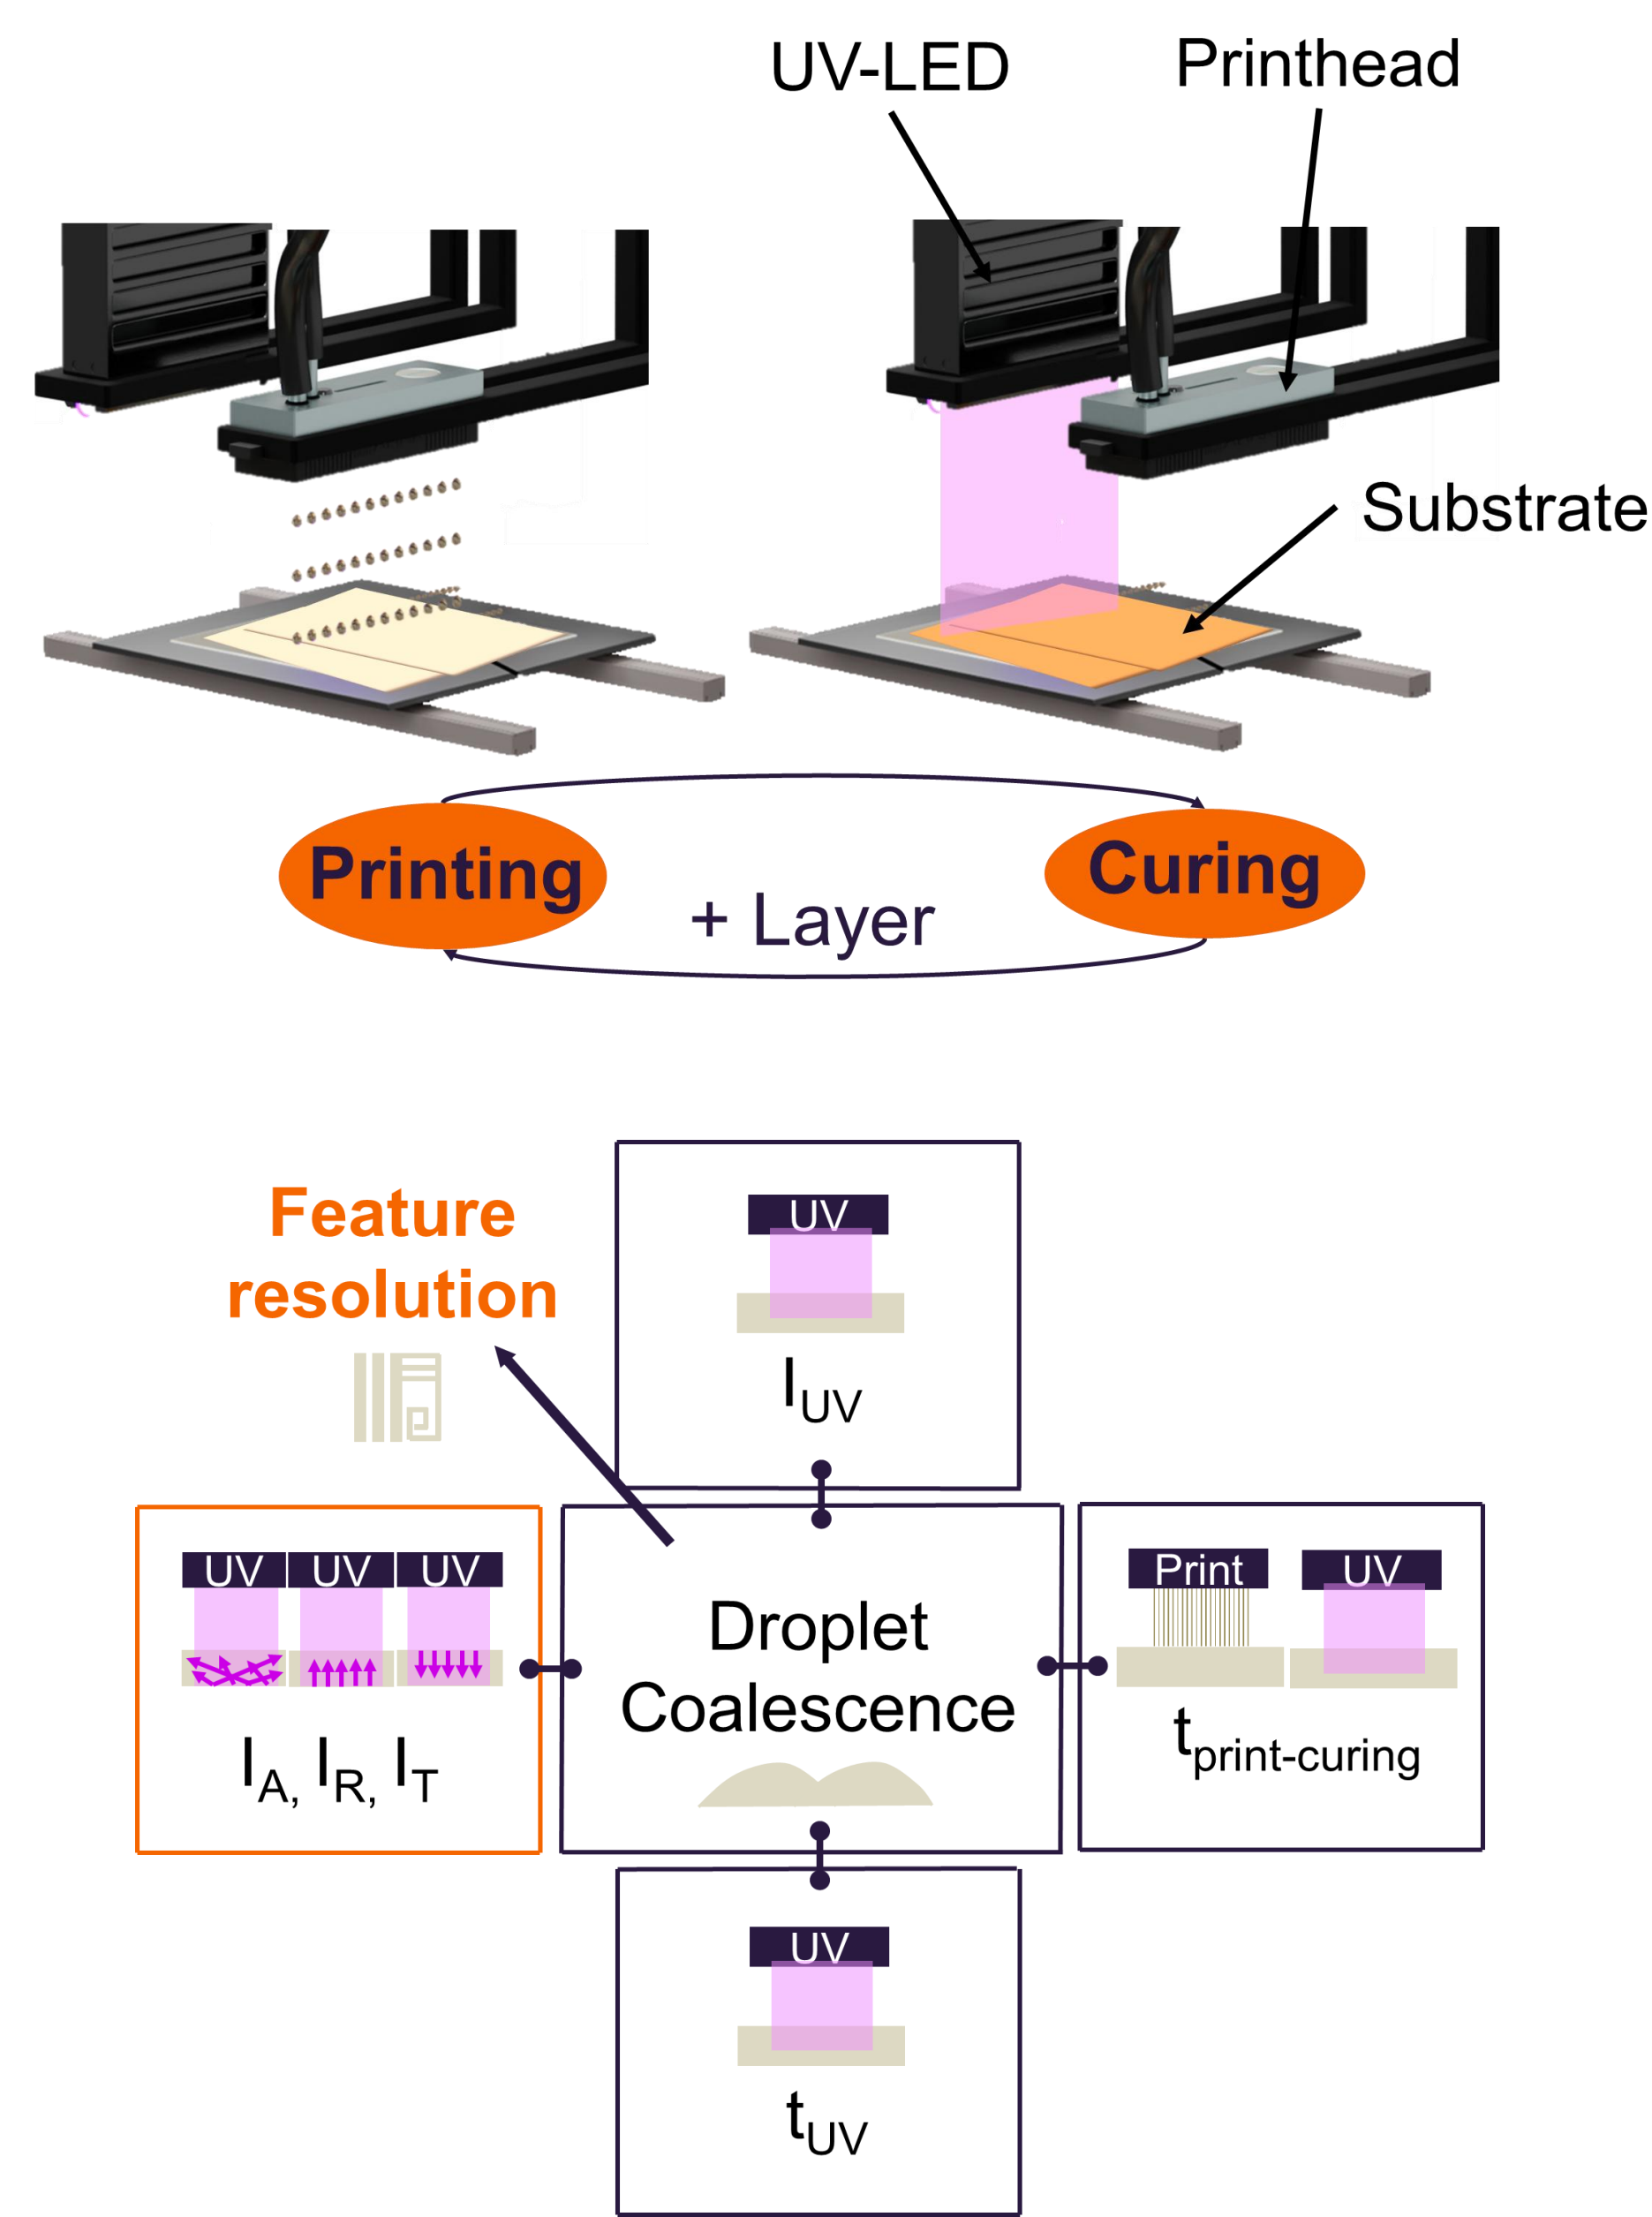 UV-LED
Printhead
Substrate
Printing
Curing
+ Layer
Feature
resolution
UV
I_UV
UV UV UV
I_A, I_R, I_T
Droplet
Coalescence
Print UV
t_print-curing
UV
t_UV